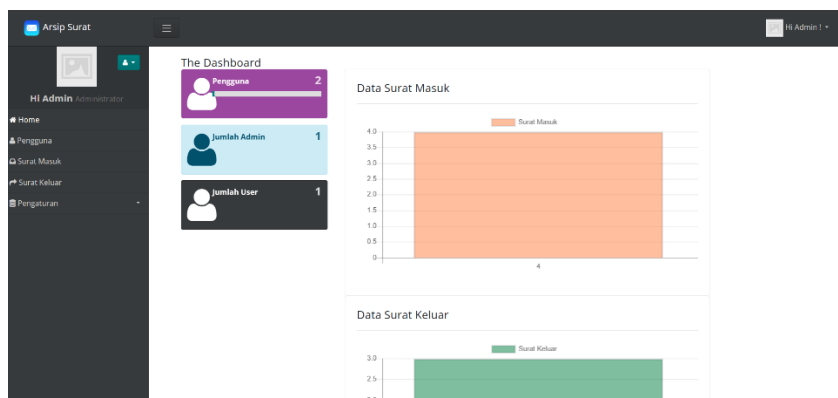 Arsip Surat
Hi Admin !
Hi Admin Administrator
Home
Pengguna
Surat Masuk
Surat Keluar
Pengaturan
The Dashboard
Pengguna 2
Jumlah Admin 1
Jumlah User 1
Data Surat Masuk
Surat Masuk
4.0
3.5
3.0
2.5
2.0
1.5
1.0
0.5
0
4
Data Surat Keluar
Surat Keluar
3.0
2.5